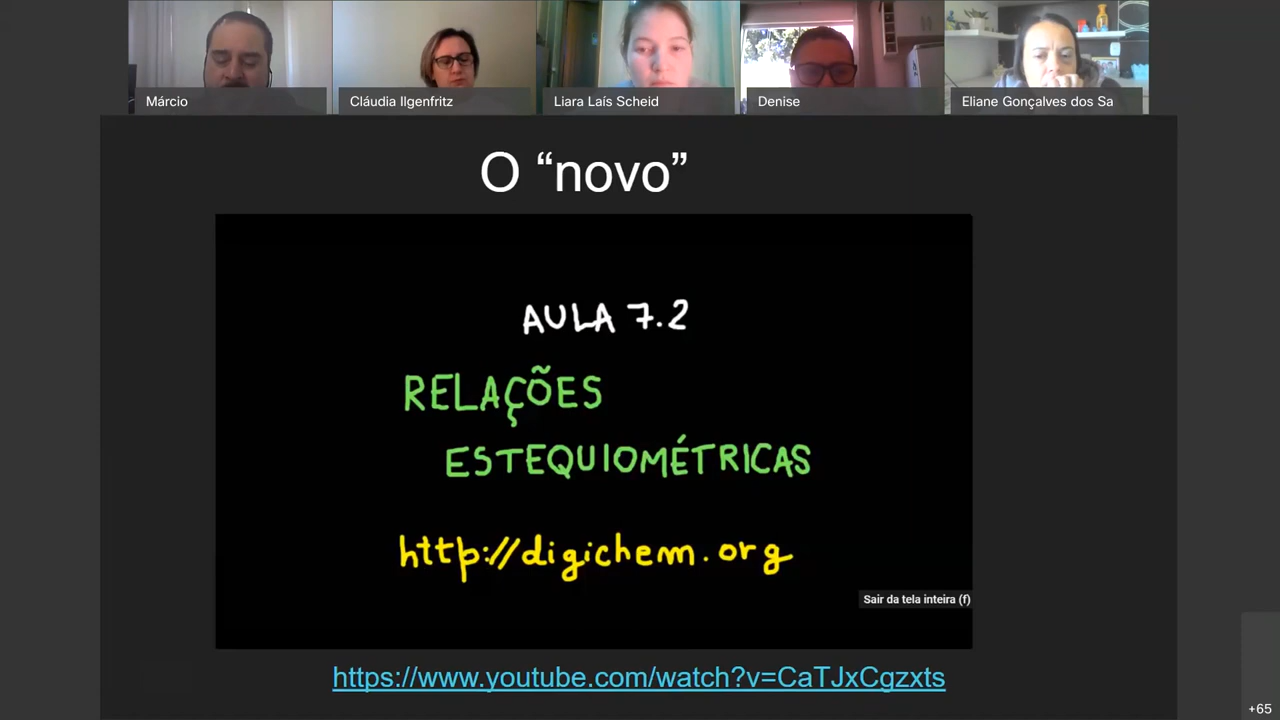 Márcio
Cláudia Ilgenfritz
Liara Laís Scheid
Denise
Eliane Gonçalves dos Sa
O “novo”
AULA 7.2
RELAÇÕES
ESTEQUIOMÉTRICAS
http://digichem.org
Sair da tela inteira (f)
https://www.youtube.com/watch?v=CaTJxCgzxts
+65